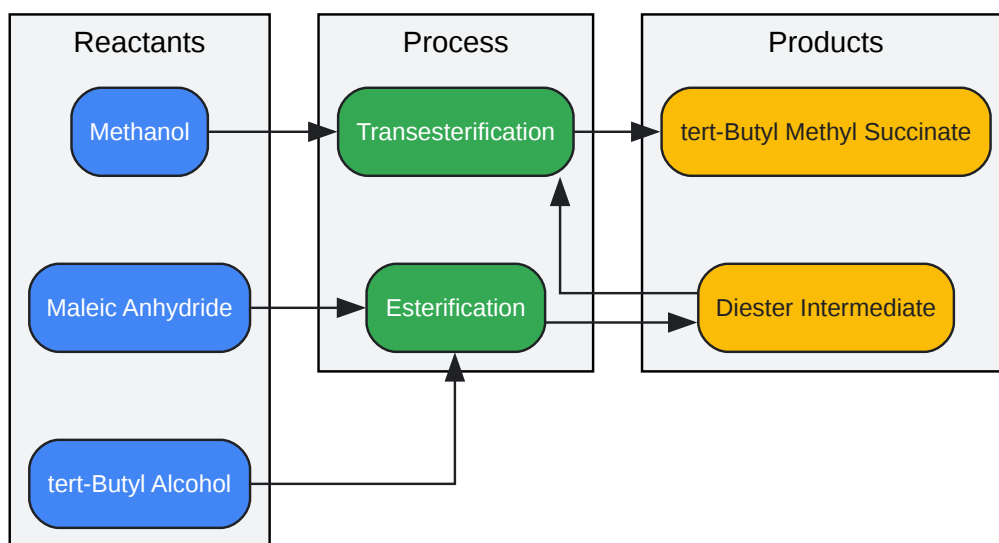 Reactants
Process
Products
Methanol
Transesterification
tert-Butyl Methyl Succinate
Maleic Anhydride
Esterification
Diester Intermediate
tert-Butyl Alcohol